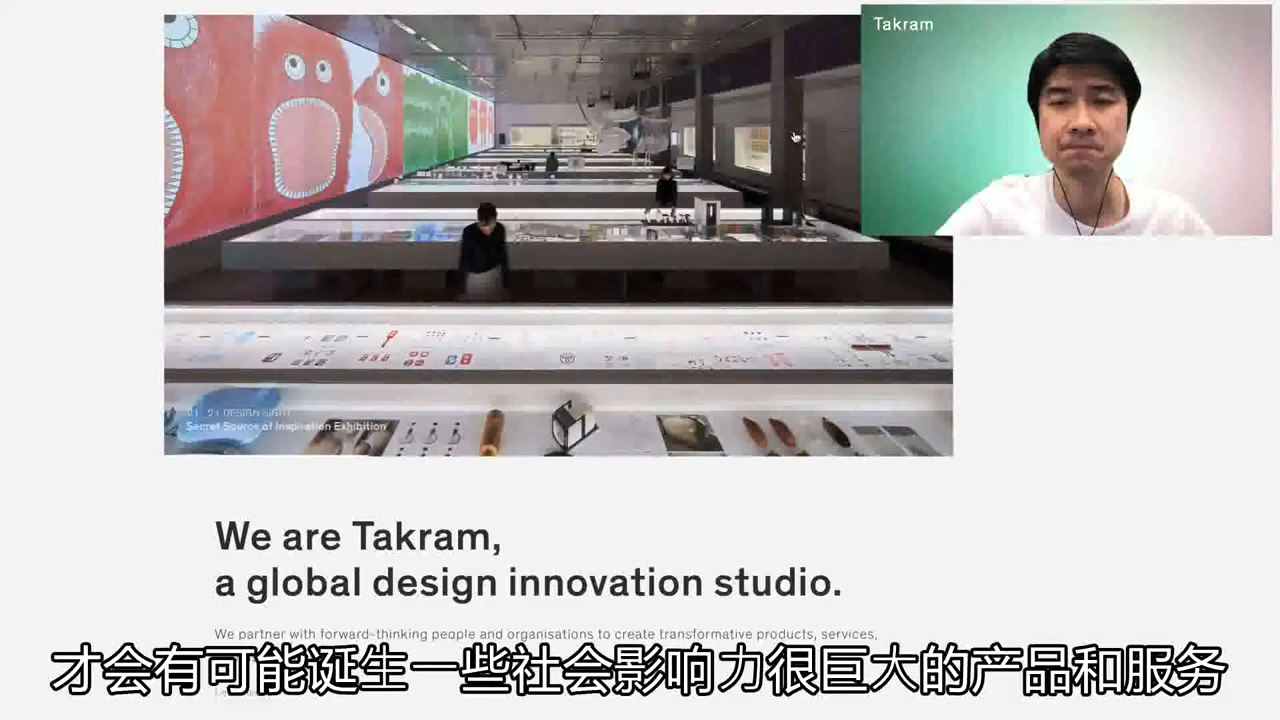 Takram
21_21 DESIGN SIGHT
Secret Source of Inspiration Exhibition
We are Takram,
a global design innovation studio.
We partner with forward-thinking people and organisations to create transformative products, services,
才会有可能诞生一些社会影响力很巨大的产品和服务